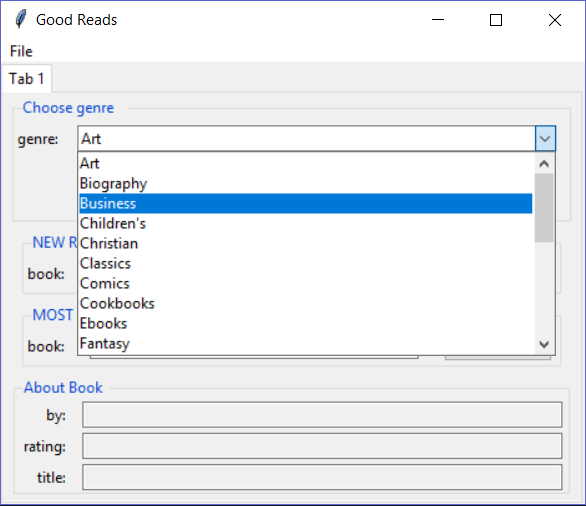 Good Reads
File
Tab 1
Choose genre
genre: Art
Art
Biography
Business
Children's
Christian
Classics
Comics
Cookbooks
Ebooks
Fantasy
NEW
book:
MOST
book:
About Book
by:
rating:
title: